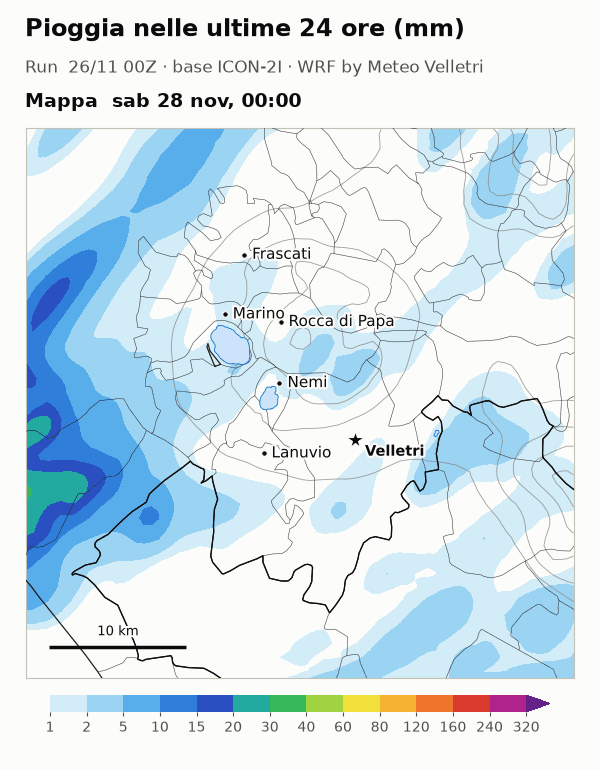 Pioggia nelle ultime 24 ore (mm)
Run 26/11 00Z · base ICON-2I · WRF by Meteo Velletri
Mappa sab 28 nov, 00:00
Frascati
Marino
Rocca di Papa
Nemi
Velletri
Lanuvio
10 km
1 2 5 10 15 20 30 40 60 80 120 160 240 320